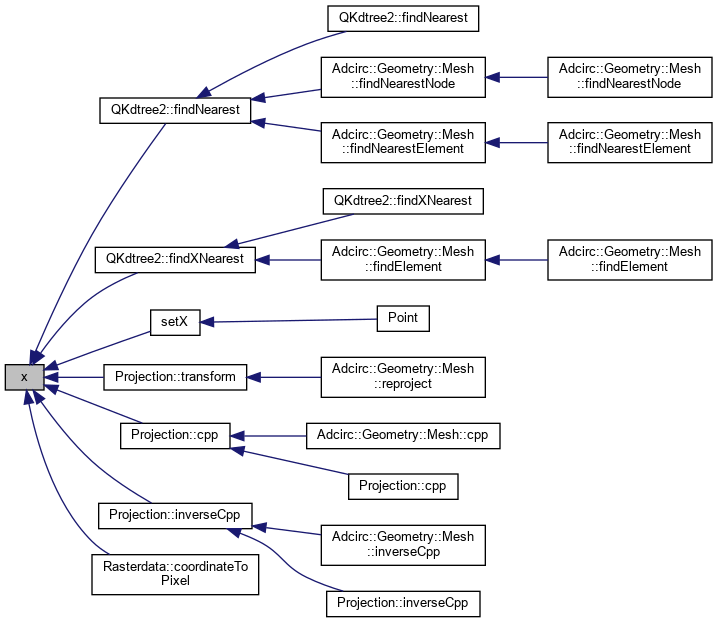 QKdtree2::findNearest
Adcirc::Geometry::Mesh
::findNearestNode
Adcirc::Geometry::Mesh
::findNearestNode
QKdtree2::findNearest
Adcirc::Geometry::Mesh
::findNearestElement
Adcirc::Geometry::Mesh
::findNearestElement
QKdtree2::findXNearest
QKdtree2::findXNearest
Adcirc::Geometry::Mesh
::findElement
Adcirc::Geometry::Mesh
::findElement
setX
Point
x
Projection::transform
Adcirc::Geometry::Mesh
::reproject
Projection::cpp
Adcirc::Geometry::Mesh::cpp
Projection::cpp
Projection::inverseCpp
Adcirc::Geometry::Mesh
::inverseCpp
Rasterdata::coordinateTo
Pixel
Projection::inverseCpp